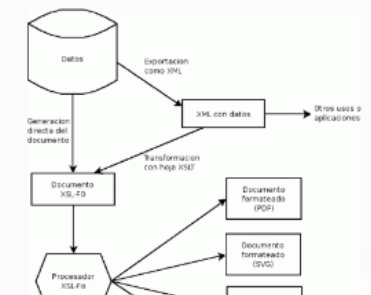 Datos
Exportacion
como XML
XML con datos
Otros usos o
aplicaciones
Generacion
directa del
documento
Transformacion
con hoja XSLT
Documento
XSL-FO
Documento
formateado
(PDF)
Documento
formateado
(SVG)
Procesador
XSL-Fo